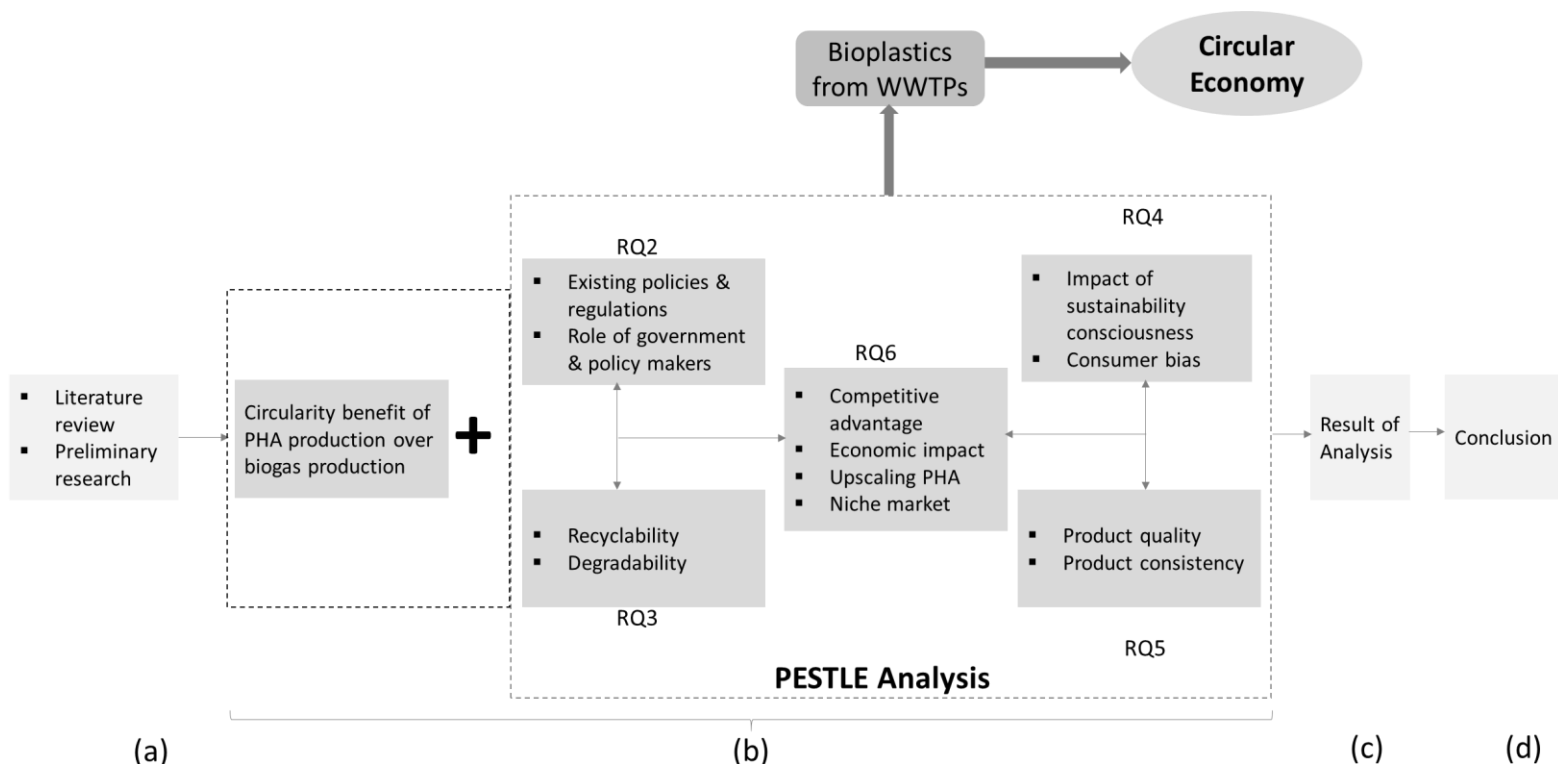 Bioplastics
from WWTPs
Circular
Economy
RQ2
▪ Existing policies &
regulations
▪ Role of government
& policy makers
RQ4
▪ Impact of
sustainability
consciousness
▪ Consumer bias
▪ Literature
review
▪ Preliminary
research
Circularity benefit of
PHA production over
biogas production
+
RQ6
▪ Competitive
advantage
▪ Economic impact
▪ Upscaling PHA
▪ Niche market
▪ Recyclability
▪ Degradability
RQ3
▪ Product quality
▪ Product consistency
RQ5
Result of
Analysis
Conclusion
PESTLE Analysis
(a)
(b)
(c)
(d)